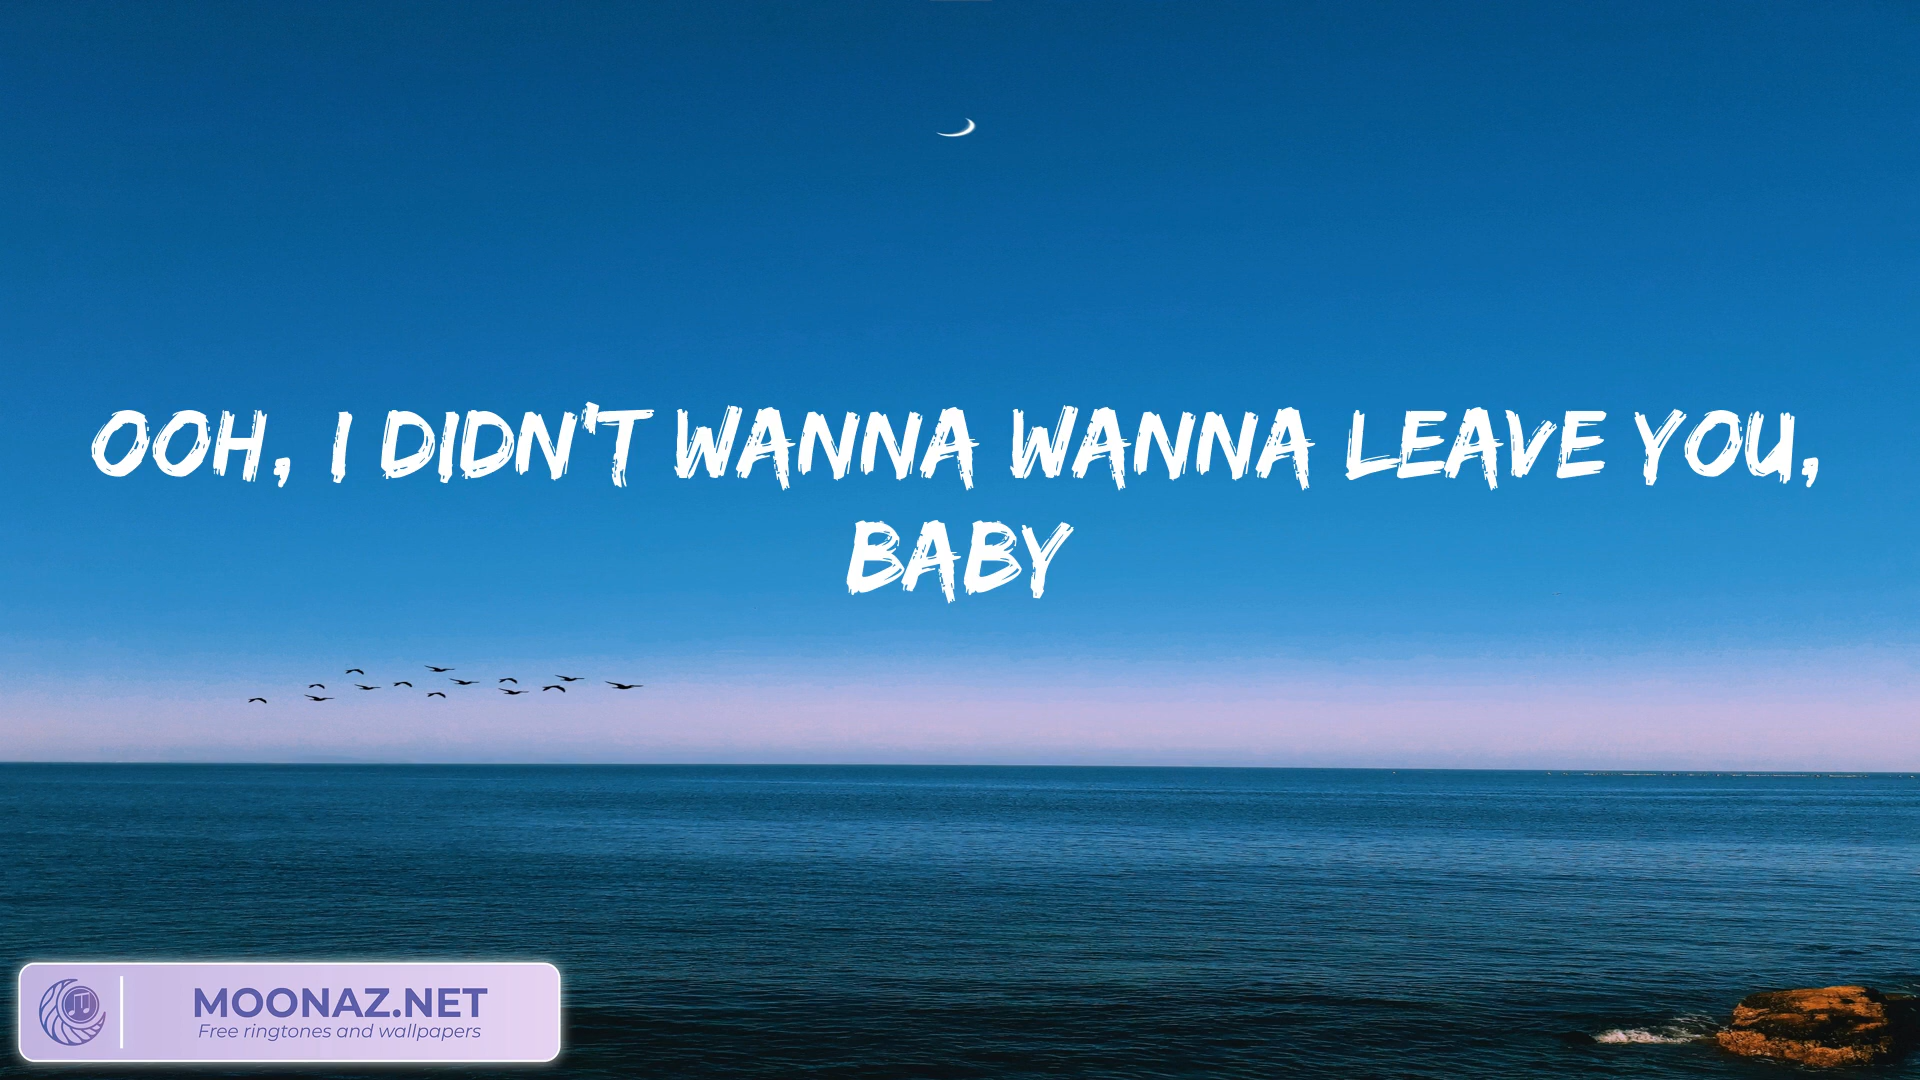 OOH, I DIDN'T WANNA WANNA LEAVE YOU,
BABY
MOONAZ.NET
Free ringtones and wallpapers